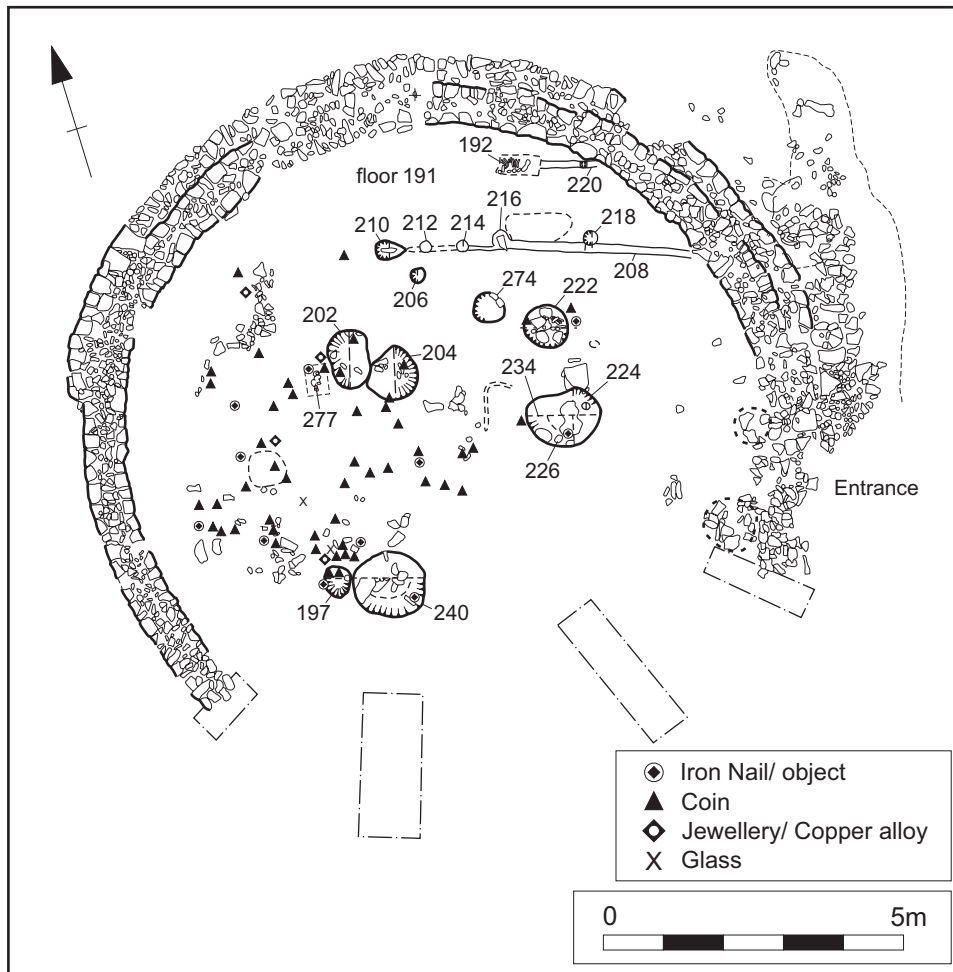 192
floor 191
220
216
210
212
214
218
208
206
274
222
202
204
234
224
277
226
Entrance
197
240
Iron Nail/ object
Coin
Jewellery/ Copper alloy
X Glass
0 5m